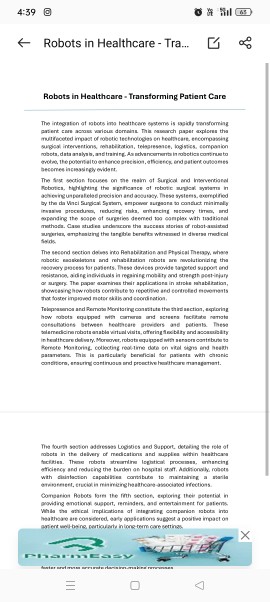 4:39
63
Robots in Healthcare - Tra...
Robots in Healthcare - Transforming Patient Care
The integration of robots into healthcare systems is rapidly transforming
patient care across various domains. This research paper explores the
multifaceted impact of robotic technologies on healthcare, encompassing
surgical interventions, rehabilitation, telepresence, logistics, companion
robots, data analysis, and training. As advancements in robotics continue to
evolve, the potential to enhance precision, efficiency, and patient outcomes
becomes increasingly evident.
The first section focuses on the realm of Surgical and Interventional
Robotics, highlighting the significance of robotic surgical systems in
achieving unparalleled precision and accuracy. These systems, exemplified
by the da Vinci Surgical System, empower surgeons to conduct minimally
invasive procedures, reducing risks, enhancing recovery times, and
expanding the scope of surgeries deemed too complex with traditional
methods. Case studies underscore the success stories of robot-assisted
surgeries, emphasizing the tangible benefits witnessed in diverse medical
fields.
The second section delves into Rehabilitation and Physical Therapy, where
robotic exoskeletons and rehabilitation robots are revolutionizing the
recovery process for patients. These devices provide targeted support and
resistance, aiding individuals in regaining mobility and strength post-injury
or surgery. The paper examines their applications in stroke rehabilitation,
showcasing how robots contribute to repetitive and controlled movements
that foster improved motor skills and coordination.
Telepresence and Remote Monitoring constitute the third section, exploring
how robots equipped with cameras and screens facilitate remote
consultations between healthcare providers and patients. These
telemedicine robots enable virtual visits, offering flexibility and accessibility
in healthcare delivery. Moreover, robots equipped with sensors contribute to
Remote Monitoring, collecting real-time data on vital signs and health
parameters. This is particularly beneficial for patients with chronic
conditions, ensuring continuous and proactive healthcare management.
The fourth section addresses Logistics and Support, detailing the role of
robots in the delivery of medications and supplies within healthcare
facilities. These robots streamline logistical processes, enhancing
efficiency and reducing the burden on hospital staff. Additionally, robots
with disinfection capabilities contribute to maintaining a sterile
environment, crucial in minimizing healthcare-associated infections.
Companion Robots form the fifth section, exploring their potential in
providing emotional support, reminders, and entertainment for patients.
While the ethical implications of integrating companion robots into
healthcare are considered, early applications suggest a positive impact on
patient well-being, particularly in long-term care settings.
PharmEasy
faster and more accurate decision-making processes.